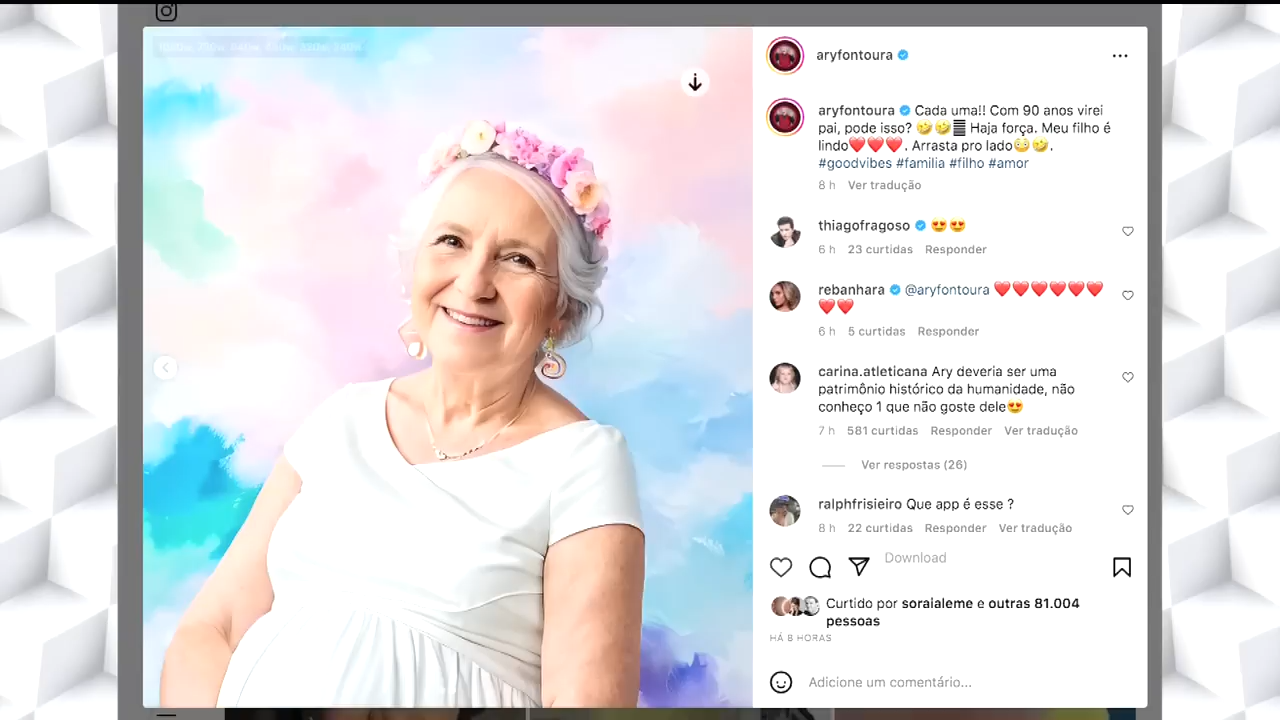 aryfontoura
aryfontoura Cada uma!! Com 90 anos virei
pai, pode isso? 🤣🤣 Haja força. Meu filho é
lindo❤️❤️❤️. Arrasta pro lado😳🤣.
#goodvibes #familia #filho #amor
8 h Ver tradução
thiagofragoso 😍😍
6 h 23 curtidas Responder
rebanhara @aryfontoura ❤️❤️❤️❤️❤️❤️
❤️❤️
6 h 5 curtidas Responder
carina.atleticana Ary deveria ser uma
patrimônio histórico da humanidade, não
conheço 1 que não goste dele😍
7 h 581 curtidas Responder Ver tradução
Ver respostas (26)
ralphfrisieiro Que app é esse ?
8 h 22 curtidas Responder Ver tradução
Download
Curtido por soraialeme e outras 81.004
pessoas
HÁ 8 HORAS
Adicione um comentário...